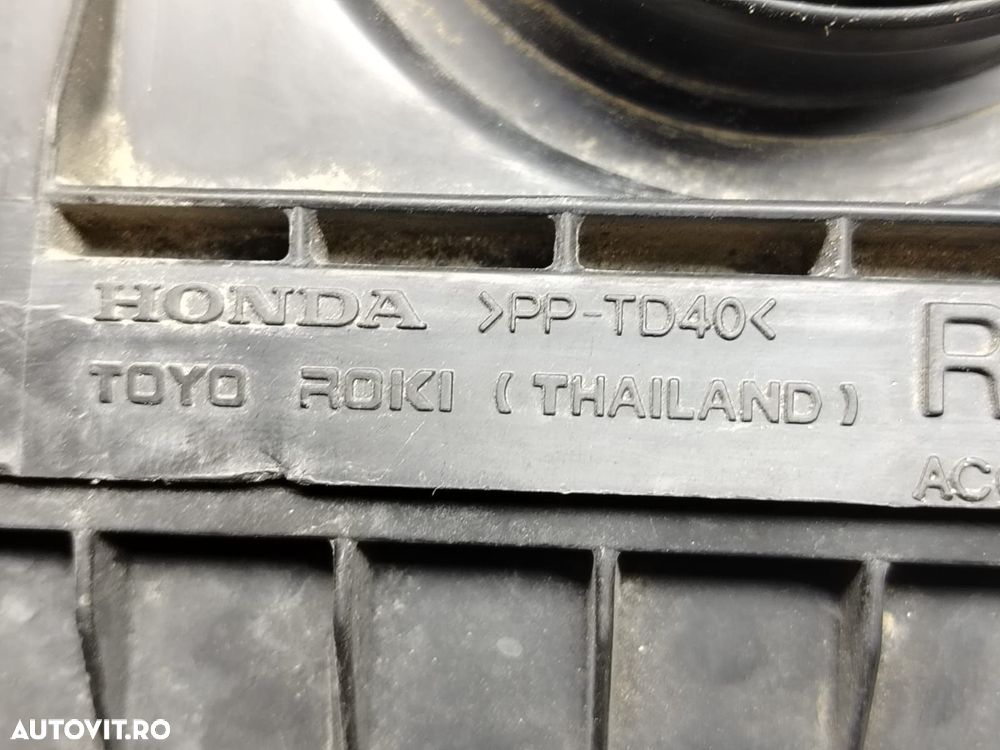 HONDA >PP-TD40<
TOYO ROKI (THAILAND)
AUTOVIT.RO